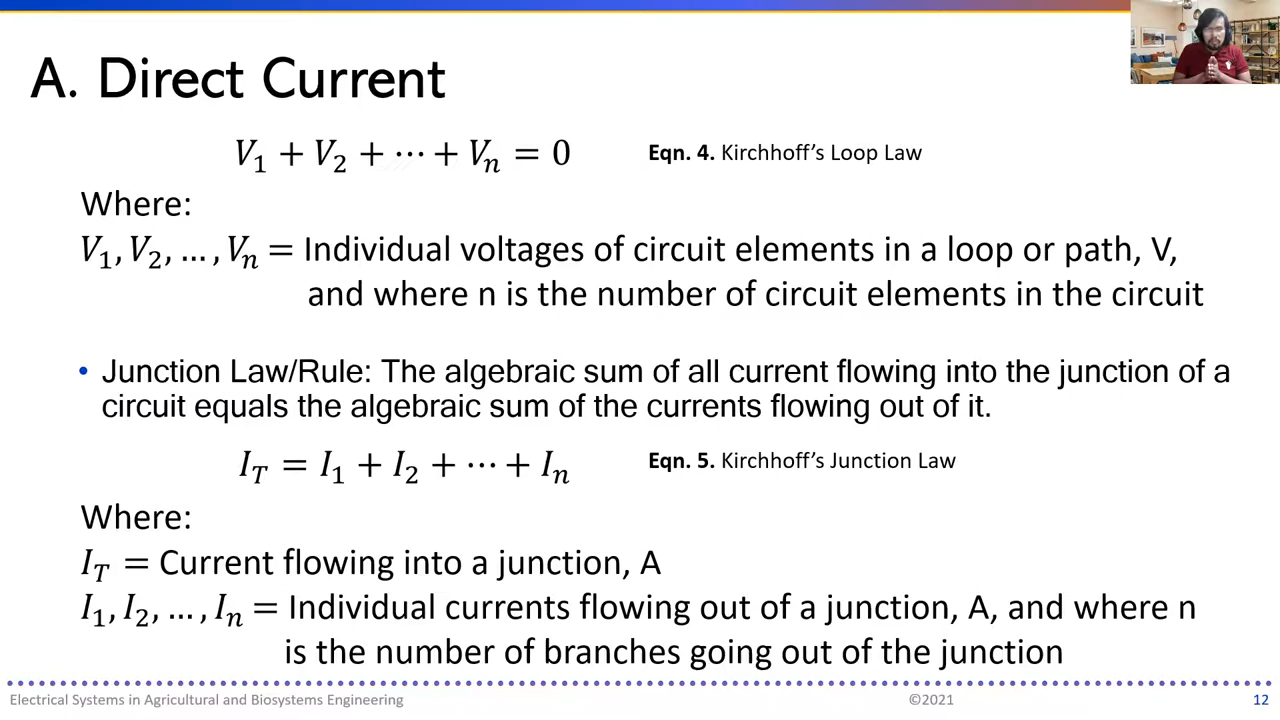 A. Direct Current
V₁ + V₂ + ⋯ + Vₙ = 0 Eqn. 4. Kirchhoff’s Loop Law
Where:
V₁, V₂, … , Vₙ = Individual voltages of circuit elements in a loop or path, V,
and where n is the number of circuit elements in the circuit
• Junction Law/Rule: The algebraic sum of all current flowing into the junction of a
circuit equals the algebraic sum of the currents flowing out of it.
I_T = I₁ + I₂ + ⋯ + Iₙ Eqn. 5. Kirchhoff’s Junction Law
Where:
I_T = Current flowing into a junction, A
I₁, I₂, … , Iₙ = Individual currents flowing out of a junction, A, and where n
is the number of branches going out of the junction
Electrical Systems in Agricultural and Biosystems Engineering ©2021 12